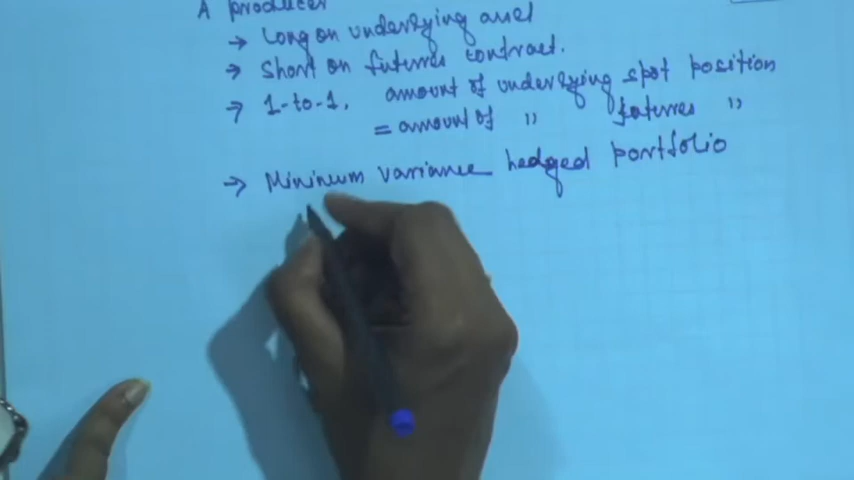 A producer
→ Long on underlying asset
→ Short on futures contract.
→ 1-to-1, amount of underlying spot position
= amount of " futures "
→ Mininum variance hedged portfolio